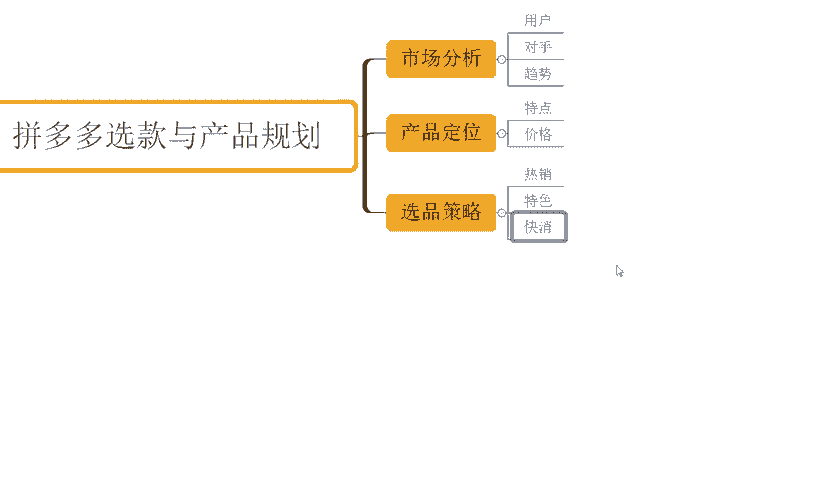 拼多多选款与产品规划
市场分析
用户
对手
趋势
产品定位
特点
价格
选品策略
热销
特色
快消